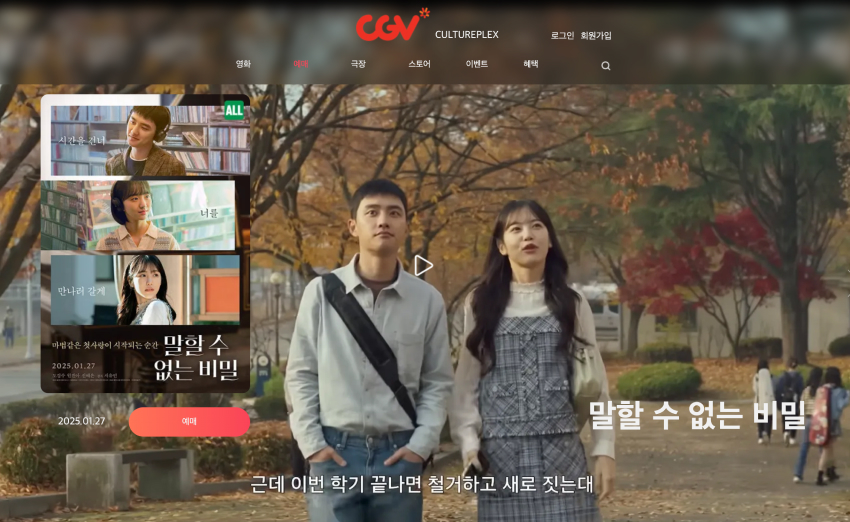 CGV CULTUREPLEX
로그인 회원가입
영화 예매 극장 스토어 이벤트 혜택
ALL
시간을 건너
너를
만나러 갈게
마법같은 첫사랑이 시작되는 순간
말할 수
없는 비밀
2025.01.27
2025.01.27
예매
말할 수 없는 비밀
근데 이번 학기 끝나면 철거하고 새로 짓는대